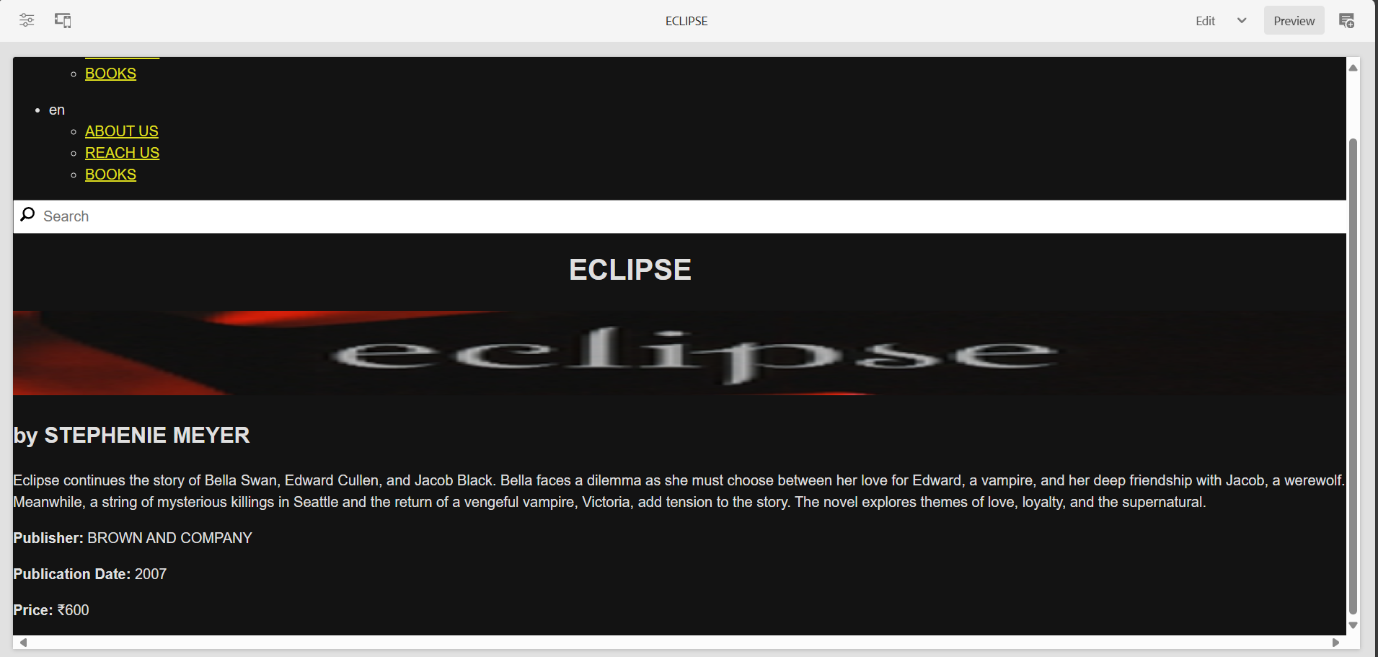 ECLIPSE
Edit
Preview
BOOKS
en
ABOUT US
REACH US
BOOKS
Search
ECLIPSE
eclipse
by STEPHENIE MEYER
Eclipse continues the story of Bella Swan, Edward Cullen, and Jacob Black. Bella faces a dilemma as she must choose between her love for Edward, a vampire, and her deep friendship with Jacob, a werewolf.
Meanwhile, a string of mysterious killings in Seattle and the return of a vengeful vampire, Victoria, add tension to the story. The novel explores themes of love, loyalty, and the supernatural.
Publisher: BROWN AND COMPANY
Publication Date: 2007
Price: ₹600